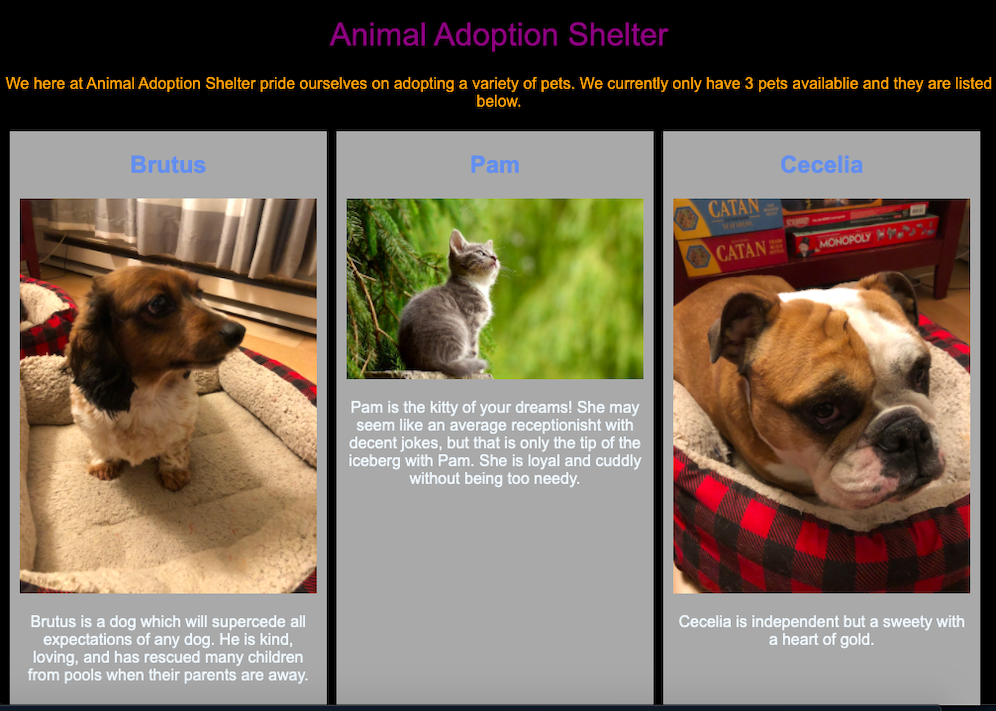 Animal Adoption Shelter
We here at Animal Adoption Shelter pride ourselves on adopting a variety of pets. We currently only have 3 pets availablie and they are listed
below.
Brutus
Pam
Cecelia
CATAN
CATAN
MONOPOLY
Pam is the kitty of your dreams! She may
seem like an average receptionisht with
decent jokes, but that is only the tip of the
iceberg with Pam. She is loyal and cuddly
without being too needy.
Brutus is a dog which will supercede all
expectations of any dog. He is kind,
loving, and has rescued many children
from pools when their parents are away.
Cecelia is independent but a sweety with
a heart of gold.